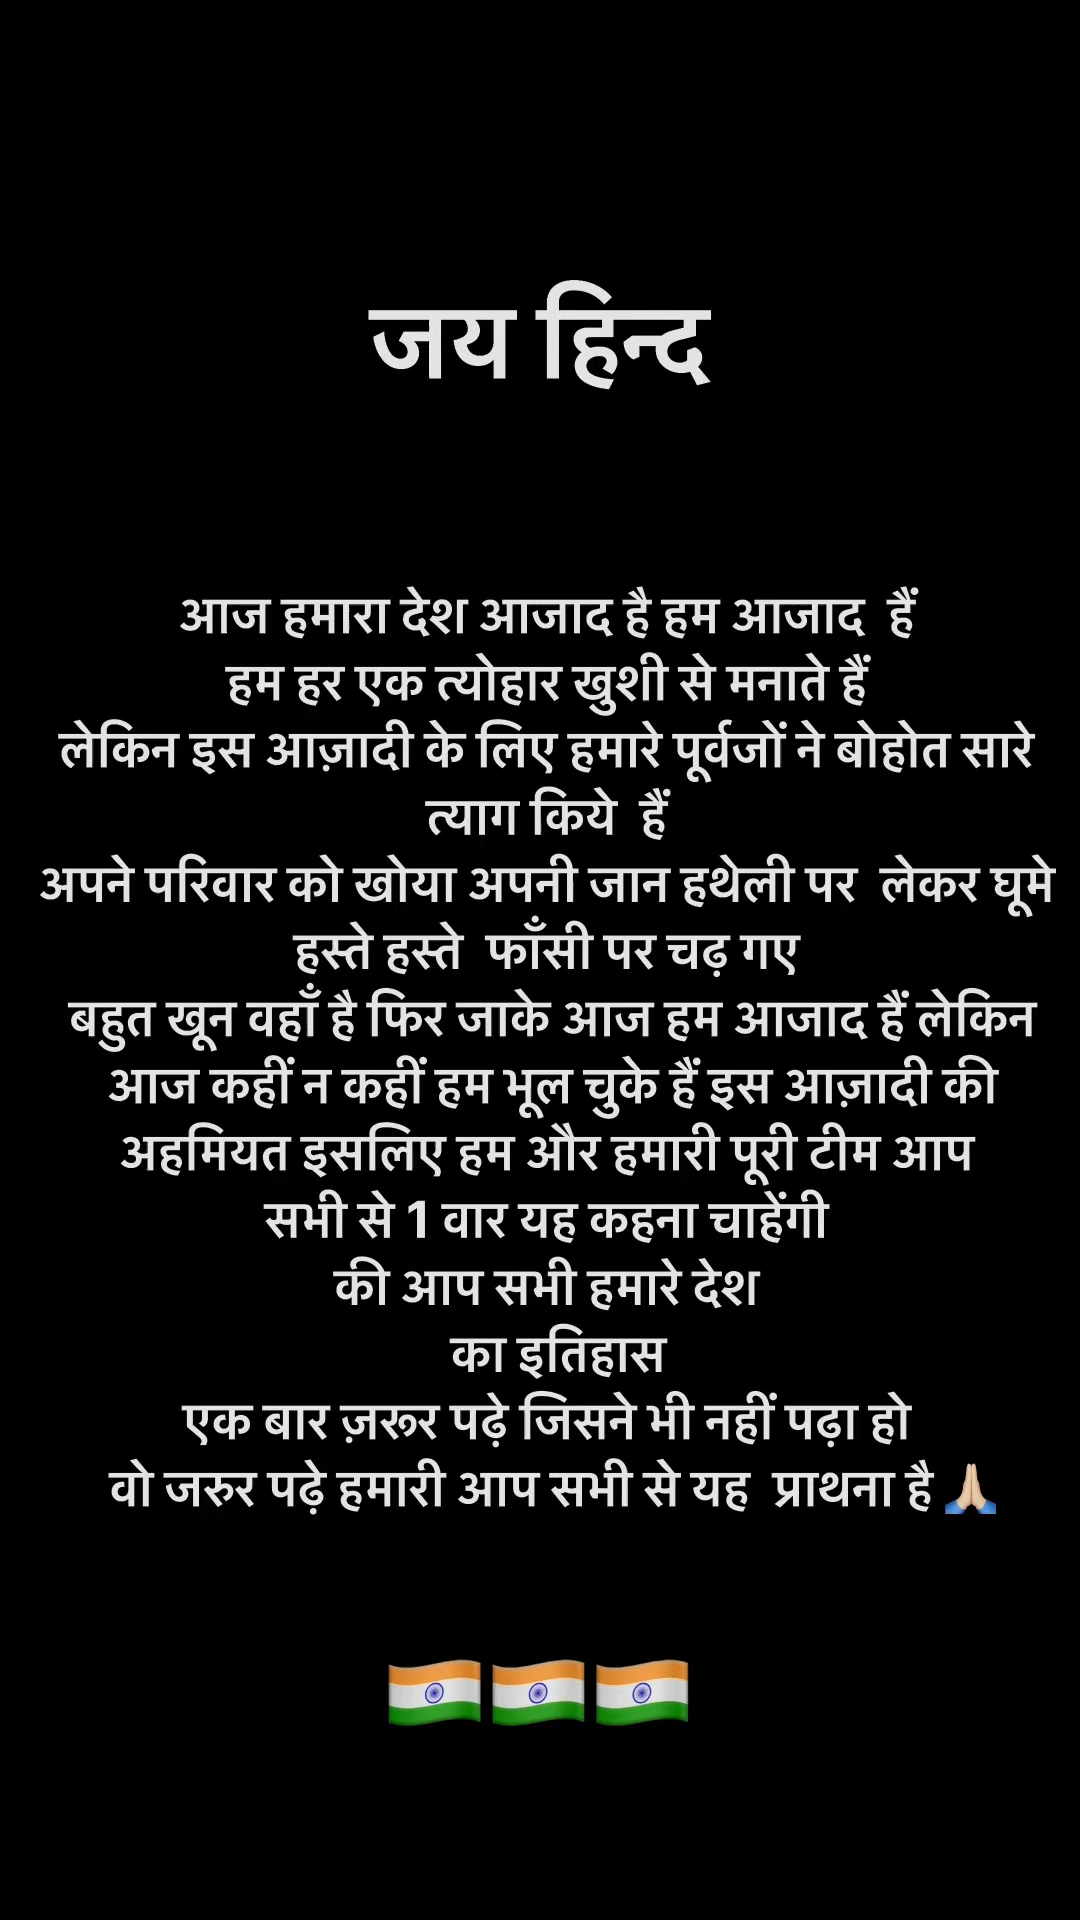 जय हिन्द
आज हमारा देश आजाद है हम आजाद  हैं
हम हर एक त्योहार खुशी से मनाते हैं
लेकिन इस आज़ादी के लिए हमारे पूर्वजों ने बोहोत सारे
त्याग किये  हैं
अपने परिवार को खोया अपनी जान हथेली पर  लेकर घूमे
हस्ते हस्ते  फाँसी पर चढ़ गए
बहुत खून वहाँ है फिर जाके आज हम आजाद हैं लेकिन
आज कहीं न कहीं हम भूल चुके हैं इस आज़ादी की
अहमियत इसलिए हम और हमारी पूरी टीम आप
सभी से 1 वार यह कहना चाहेंगी
की आप सभी हमारे देश
का इतिहास
एक बार ज़रूर पढ़े जिसने भी नहीं पढ़ा हो
वो जरुर पढ़े हमारी आप सभी से यह  प्राथना है 🙏🏼
🇮🇳🇮🇳🇮🇳